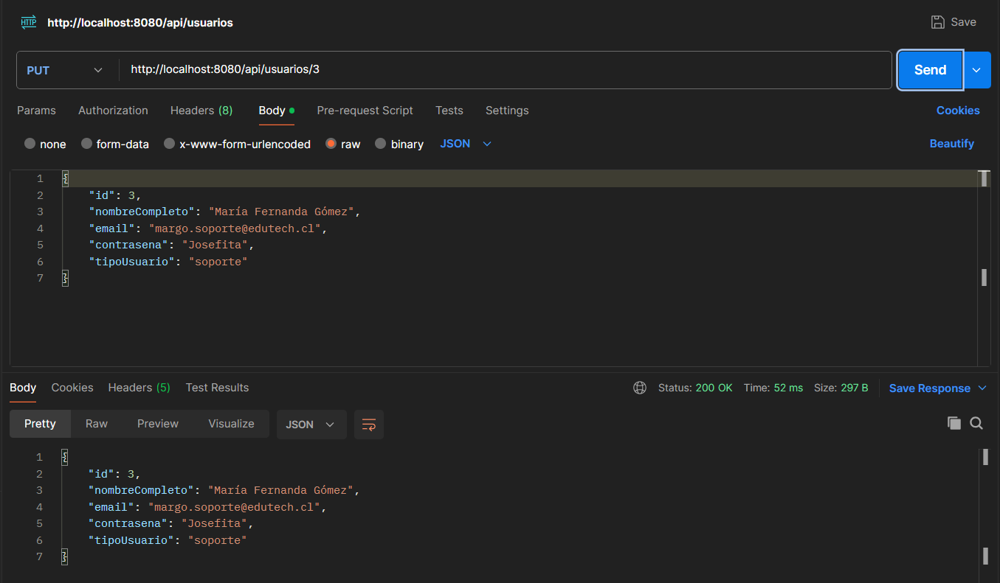 HTTP http://localhost:8080/api/usuarios Save
PUT http://localhost:8080/api/usuarios/3 Send
Params Authorization Headers (8) Body Pre-request Script Tests Settings Cookies
none form-data x-www-form-urlencoded raw binary JSON Beautify
1 {
2 "id": 3,
3 "nombreCompleto": "María Fernanda Gómez",
4 "email": "margo.soporte@edutech.cl",
5 "contrasena": "Josefita",
6 "tipoUsuario": "soporte"
7 }
Body Cookies Headers (5) Test Results Status: 200 OK Time: 52 ms Size: 297 B Save Response
Pretty Raw Preview Visualize JSON
1 {
2 "id": 3,
3 "nombreCompleto": "María Fernanda Gómez",
4 "email": "margo.soporte@edutech.cl",
5 "contrasena": "Josefita",
6 "tipoUsuario": "soporte"
7 }